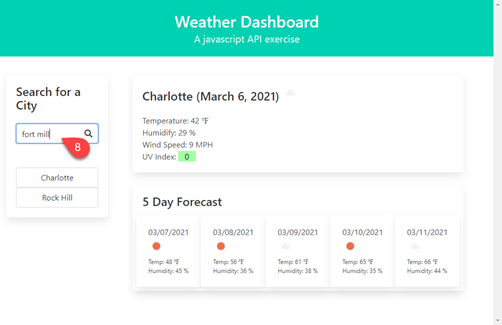 Weather Dashboard
A javascript API exercise
Search for a
City
fort mill
8
Charlotte
Rock Hill
Charlotte (March 6, 2021)
Temperature: 42 °F
Humidity: 29 %
Wind Speed: 9 MPH
UV Index: 0
5 Day Forecast
03/07/2021
Temp: 48 °F
Humidity: 45 %
03/08/2021
Temp: 56 °F
Humidity: 36 %
03/09/2021
Temp: 61 °F
Humidity: 38 %
03/10/2021
Temp: 65 °F
Humidity: 35 %
03/11/2021
Temp: 66 °F
Humidity: 44 %